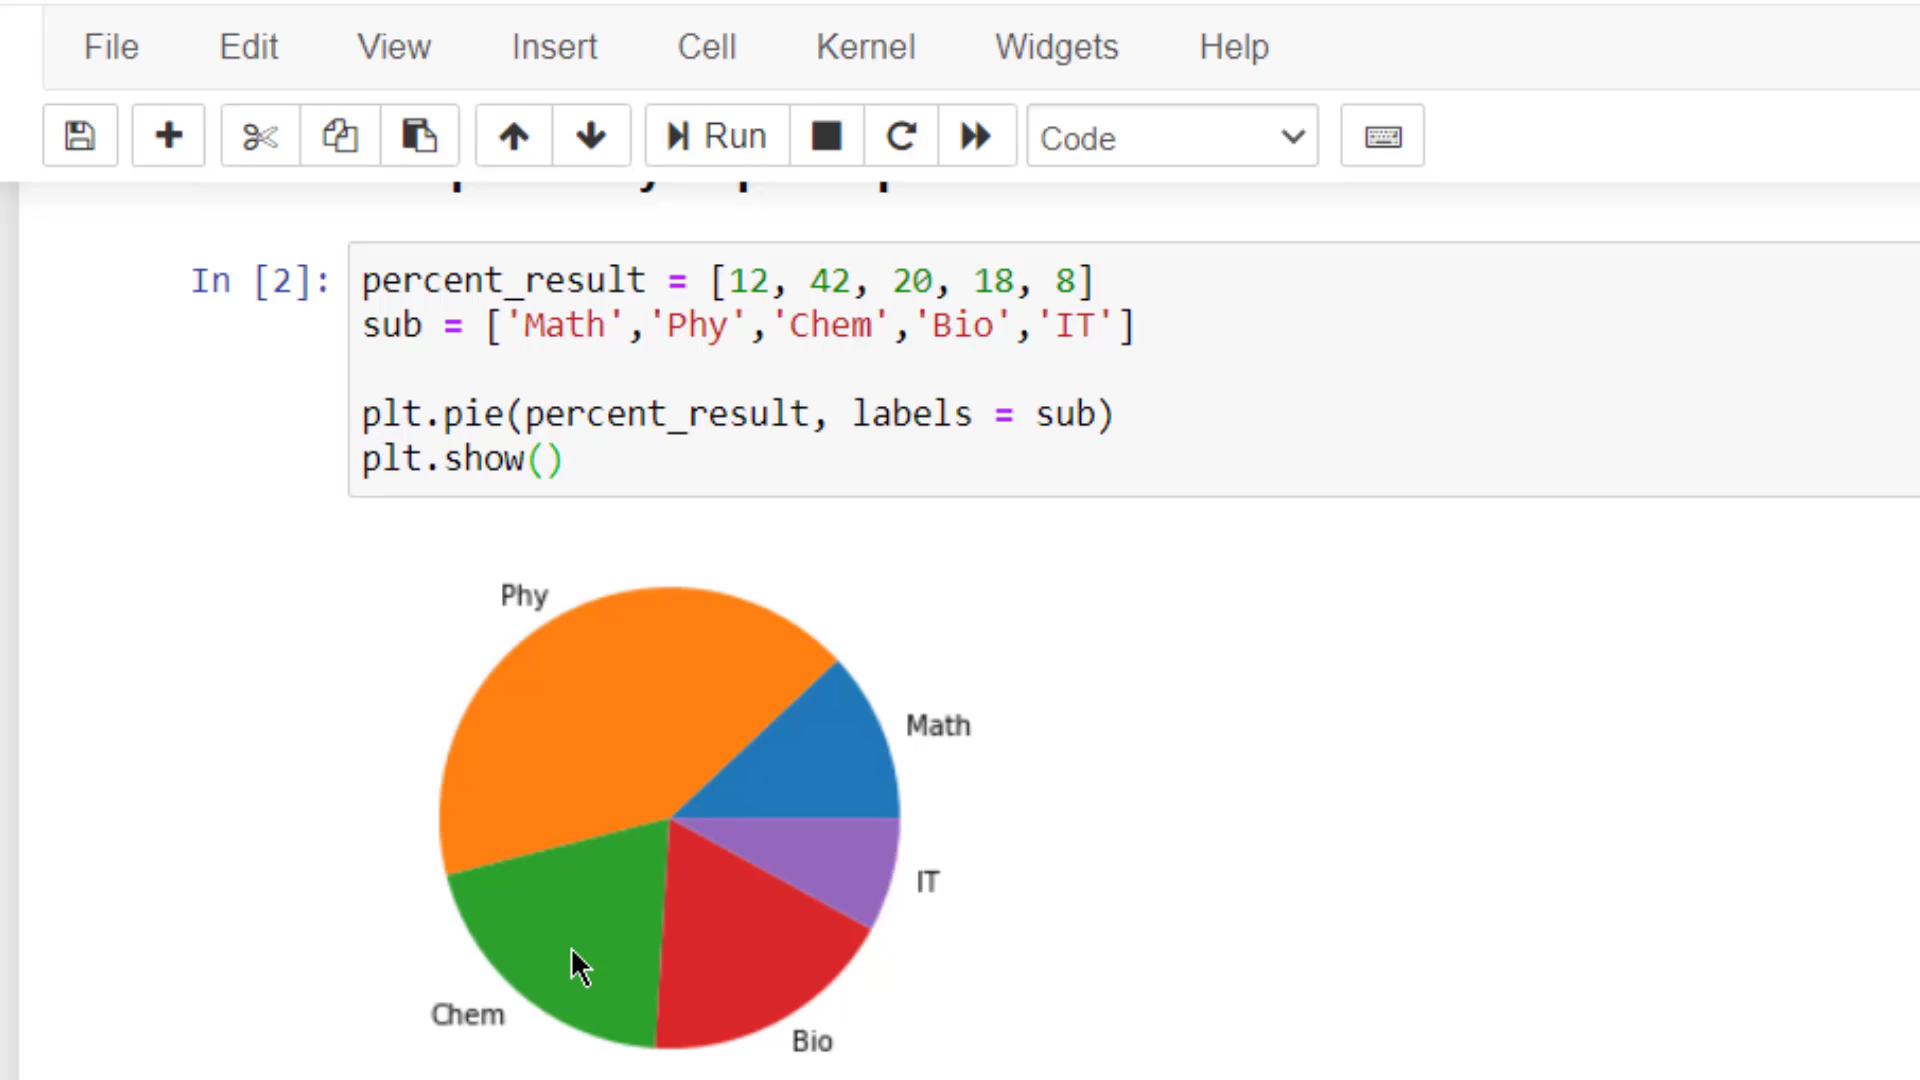 File Edit View Insert Cell Kernel Widgets Help
Run Code
In [2]: percent_result = [12, 42, 20, 18, 8]
sub = ['Math','Phy','Chem','Bio','IT']
plt.pie(percent_result, labels = sub)
plt.show()
Phy
Math
IT
Chem
Bio